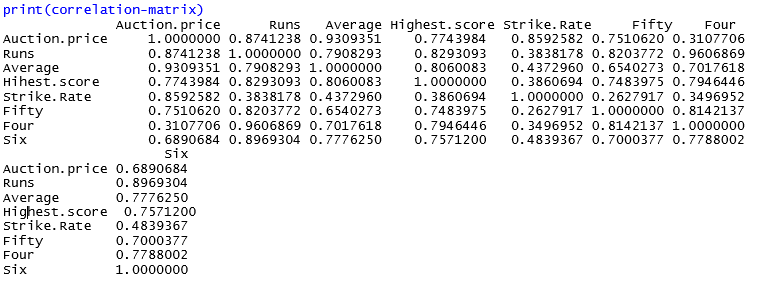 print(correlation-matrix)
Auction.price Runs Average Highest.score Strike.Rate Fifty Four
Auction.price 1.0000000 0.8741238 0.9309351 0.7743984 0.8592582 0.7510620 0.3107706
Runs 0.8741238 1.0000000 0.7908293 0.8293093 0.3838178 0.8203772 0.9606869
Average 0.9309351 0.7908293 1.0000000 0.8060083 0.4372960 0.6540273 0.7017618
Hihest.score 0.7743984 0.8293093 0.8060083 1.0000000 0.3860694 0.7483975 0.7946446
Strike.Rate 0.8592582 0.3838178 0.4372960 0.3860694 1.0000000 0.2627917 0.3496952
Fifty 0.7510620 0.8203772 0.6540273 0.7483975 0.2627917 1.0000000 0.8142137
Four 0.3107706 0.9606869 0.7017618 0.7946446 0.3496952 0.8142137 1.0000000
Six 0.6890684 0.8969304 0.7776250 0.7571200 0.4839367 0.7000377 0.7788002
Six
Auction.price 0.6890684
Runs 0.8969304
Average 0.7776250
Highest.score 0.7571200
Strike.Rate 0.4839367
Fifty 0.7000377
Four 0.7788002
Six 1.0000000